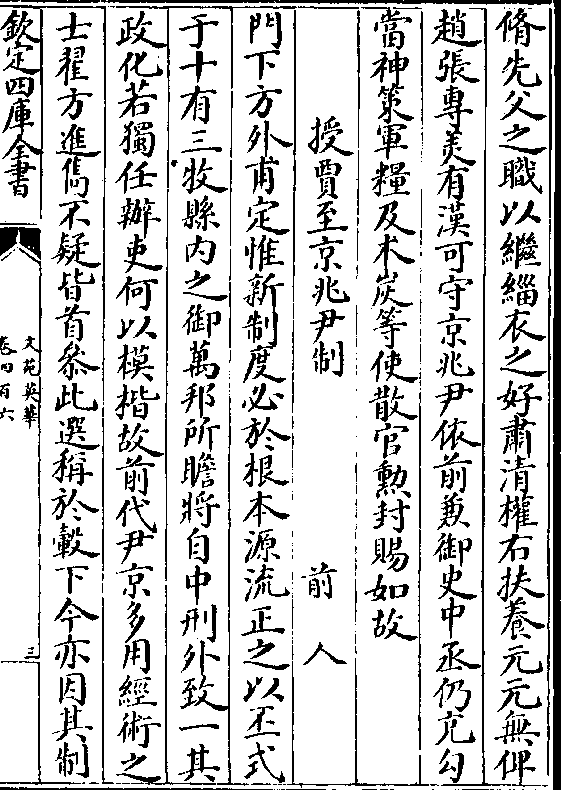 脩先父之職以繼緇衣之好肅清權右扶養元元無俾
趙張專美有漢可守京兆尹依前兼御史中丞仍充勾
當神策軍糧及木炭等使散官勲封賜如故
授賈至京兆尹制　前人
門下方外甫定惟新制度必於根本源流正之以丕式
于十有三牧縣内之御萬邦所瞻將自中刑外致一其
政化若獨任辦吏何以模揩故前代尹京多用經術之
士翟方進雋不疑皆首叅此選稱於轂下今亦因其制
欽定四庫全書
文苑英華
卷四百六
三